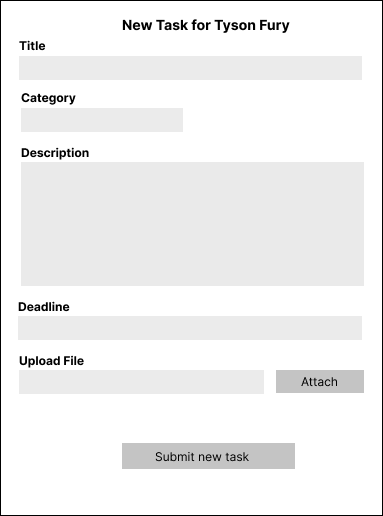 New Task for Tyson Fury
Title
Category
Description
Deadline
Upload File
Attach
Submit new task